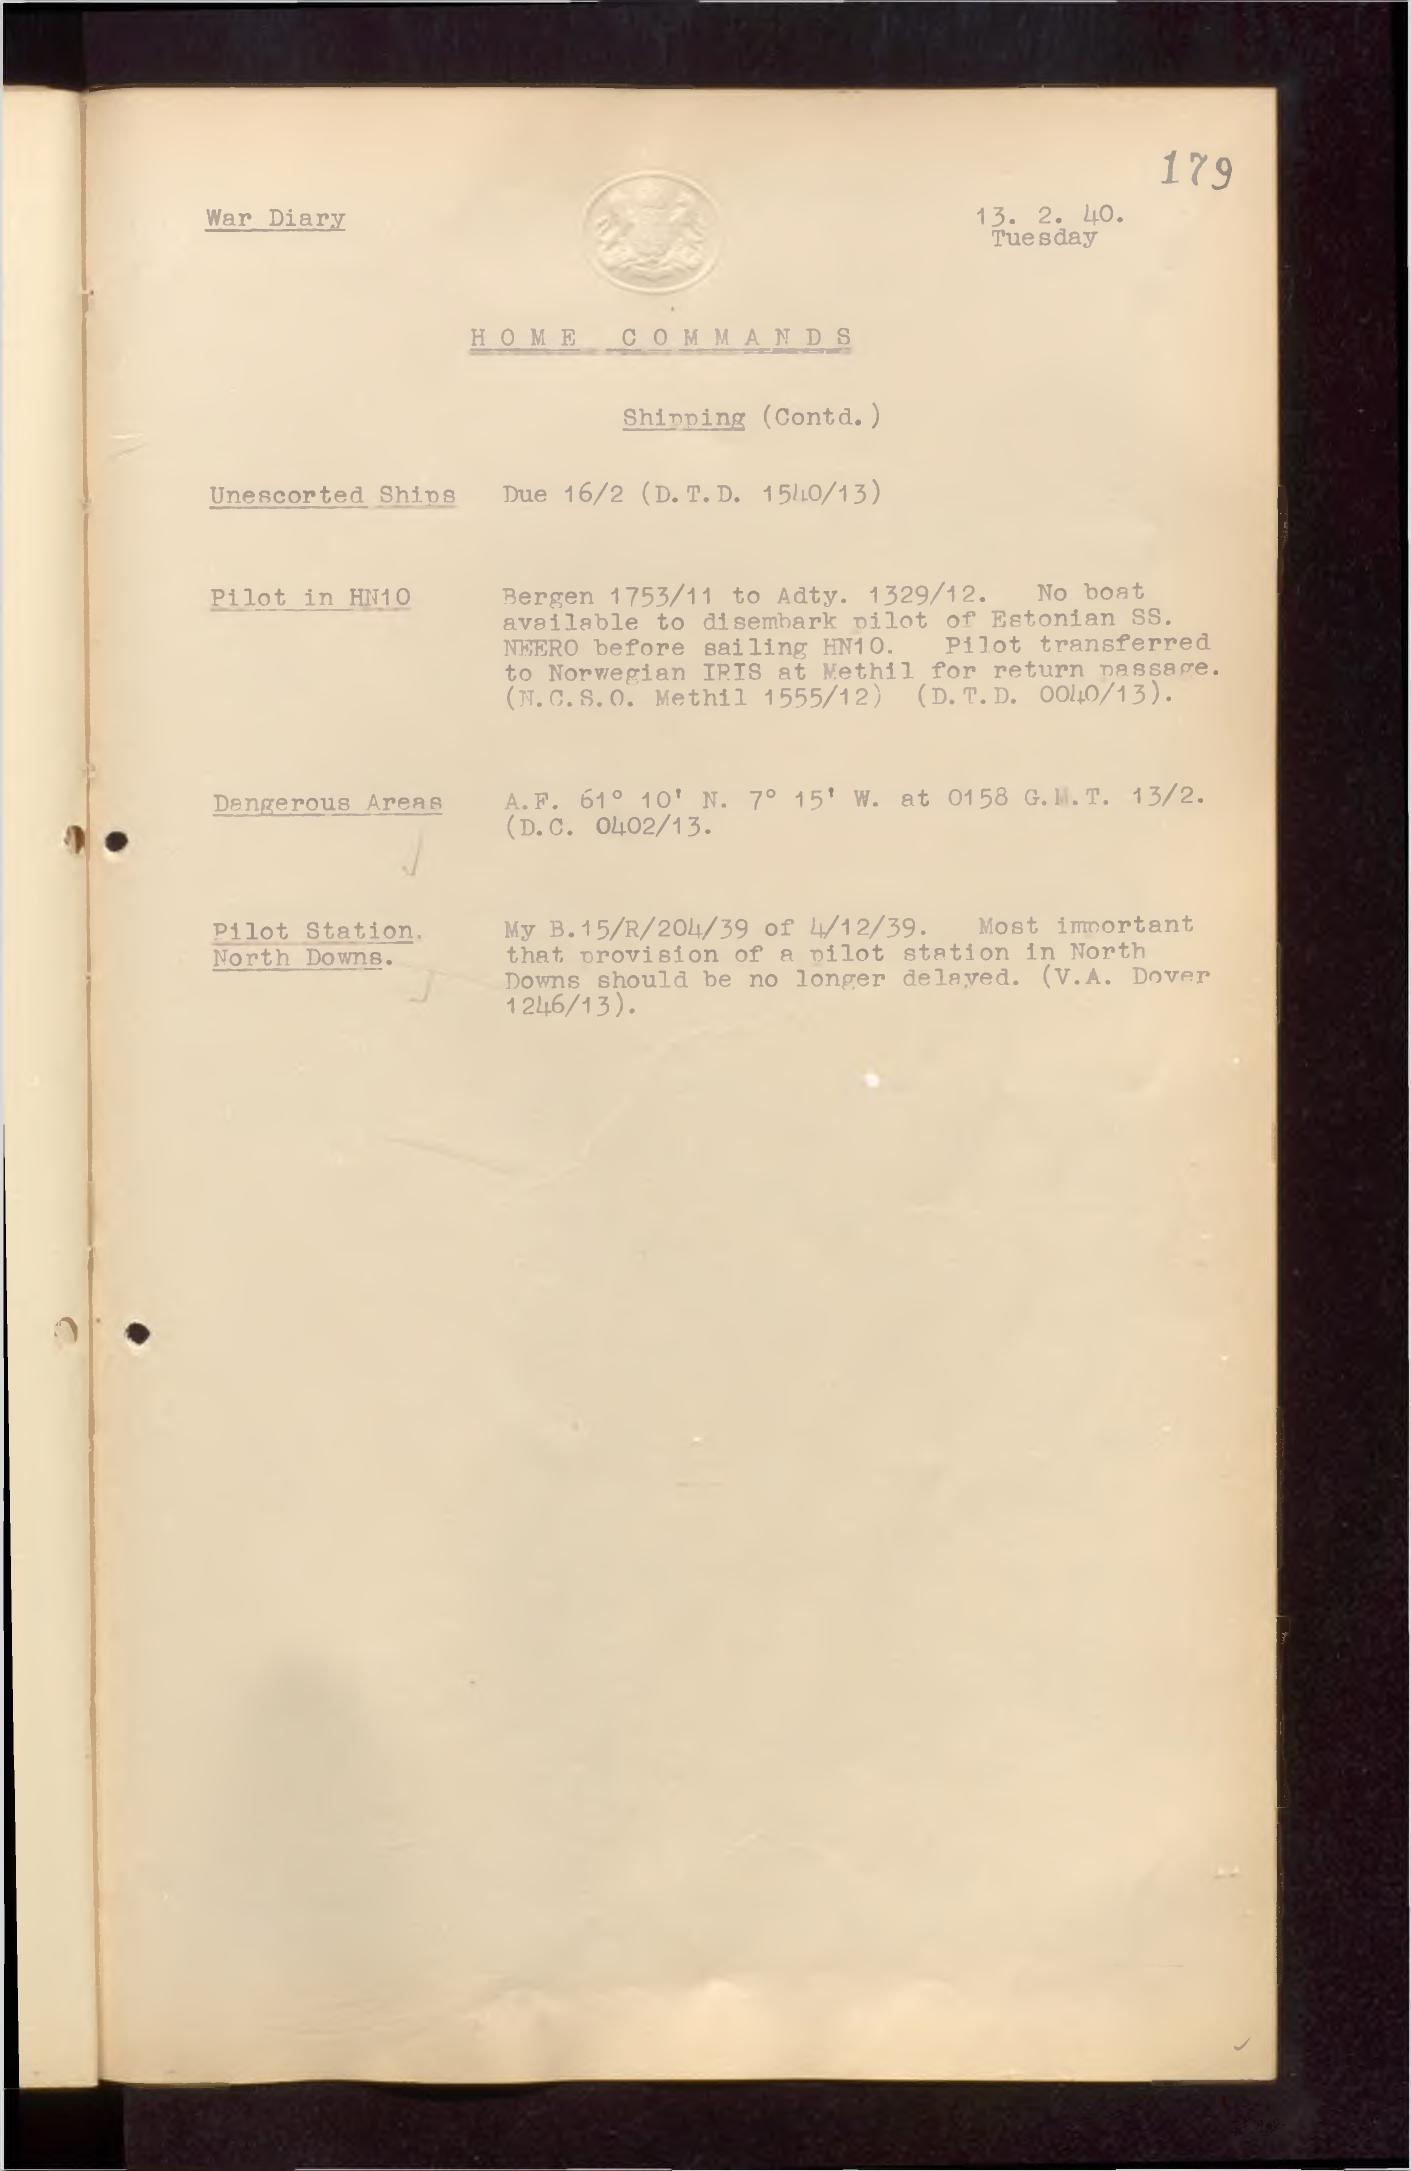 179
War Diary
13. 2. 40.
Tuesday
HOME COMMANDS
Shipping (Contd.)
Unescorted Ships Due 16/2 (D.T.D. 1540/13)
Pilot in HN10 Bergen 1753/11 to Adty. 1329/12. No boat
available to disembark pilot of Estonian SS.
NEERO before sailing HN10. Pilot transferred
to Norwegian IRIS at Methil for return passage.
(N.C.S.O. Methil 1555/12) (D.T.D. 0040/13).
Dangerous Areas A.F. 61° 10' N. 7° 15' W. at 0158 G.M.T. 13/2.
(D.C. 0402/13.
Pilot Station, My B.15/R/204/39 of 4/12/39. Most important
North Downs. that provision of a pilot station in North
Downs should be no longer delayed. (V.A. Dover
1246/13).